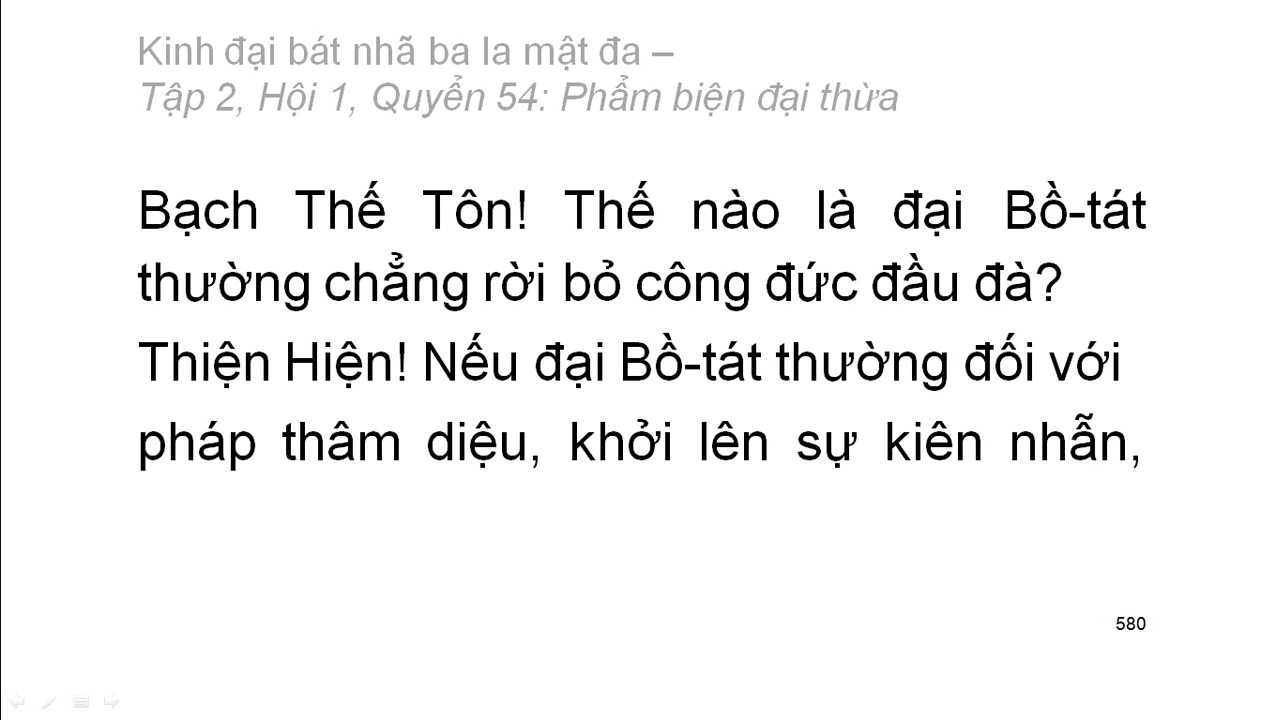 Kinh đại bát nhã ba la mật đa –
Tập 2, Hội 1, Quyển 54: Phẩm biện đại thừa
Bạch Thế Tôn! Thế nào là đại Bồ-tát
thường chẳng rời bỏ công đức đầu đà?
Thiện Hiện! Nếu đại Bồ-tát thường đối với
pháp thâm diệu, khởi lên sự kiên nhẫn,
580